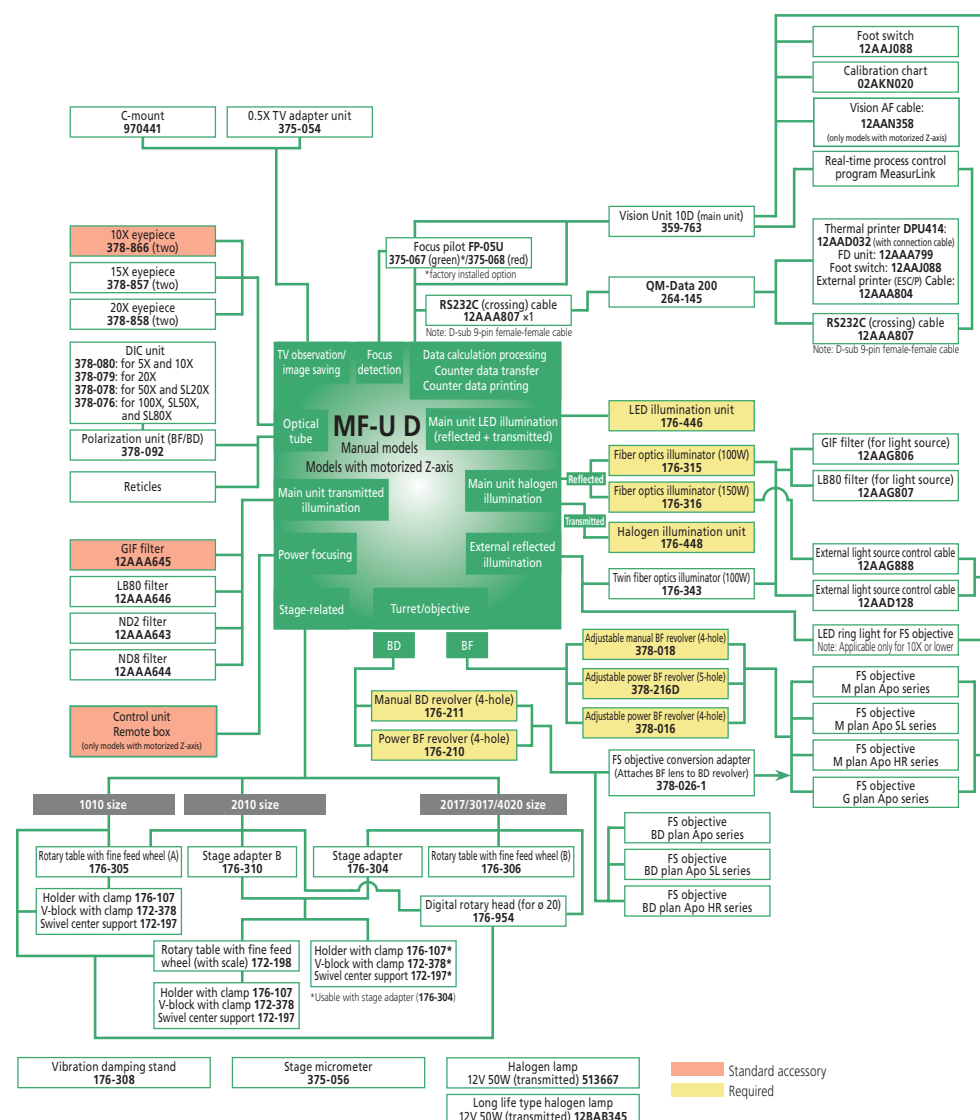 Foot switch
12AAJ088
Calibration chart
02AKN020
Vision AF cable:
12AAN358
(only models with motorized Z-axis)
Real-time process control
program MeasurLink
C-mount
970441
0.5X TV adapter unit
375-054
Vision Unit 10D (main unit)
359-763
10X eyepiece
378-866 (two)
15X eyepiece
378-857 (two)
20X eyepiece
378-858 (two)
Focus pilot FP-05U
375-067 (green)*/375-068 (red)
*factory installed option
Thermal printer DPU414:
12AAD032 (with connection cable)
FD unit: 12AAA799
Foot switch: 12AAJ088
External printer (ESC/P) Cable:
12AAA804
QM-Data 200
264-145
RS232C (crossing) cable
12AAA807 ×1
Note: D-sub 9-pin female-female cable
RS232C (crossing) cable
12AAA807
Note: D-sub 9-pin female-female cable
DIC unit
378-080: for 5X and 10X
378-079: for 20X
378-078: for 50X and SL20X
378-076: for 100X, SL50X,
and SL80X
Polarization unit (BF/BD)
378-092
Reticles
TV observation/
image saving
Focus
detection
Data calculation processing
Counter data transfer
Counter data printing
Optical
tube
MF-U D
Manual models
Models with motorized Z-axis
Main unit LED illumination
(reflected + transmitted)
Main unit transmitted
illumination
Main unit halogen
illumination
Power focusing
External reflected
illumination
Stage-related
Turret/objective
LED illumination unit
176-446
Fiber optics illuminator (100W)
176-315
Reflected
Fiber optics illuminator (150W)
176-316
Transmitted
Halogen illumination unit
176-448
Twin fiber optics illuminator (100W)
176-343
GIF filter (for light source)
12AAG806
LB80 filter (for light source)
12AAG807
External light source control cable
12AAG888
External light source control cable
12AAD128
LED ring light for FS objective
Note: Applicable only for 10X or lower
GIF filter
12AAA645
LB80 filter
12AAA646
ND2 filter
12AAA643
ND8 filter
12AAA644
Control unit
Remote box
(only models with motorized Z-axis)
BD
BF
Adjustable manual BF revolver (4-hole)
378-018
Adjustable power BF revolver (5-hole)
378-216D
Adjustable power BF revolver (4-hole)
378-016
Manual BD revolver (4-hole)
176-211
Power BF revolver (4-hole)
176-210
FS objective conversion adapter
(Attaches BF lens to BD revolver)
378-026-1
FS objective
M plan Apo series
FS objective
M plan Apo SL series
FS objective
M plan Apo HR series
FS objective
G plan Apo series
FS objective
BD plan Apo series
FS objective
BD plan Apo SL series
FS objective
BD plan Apo HR series
1010 size
2010 size
2017/3017/4020 size
Rotary table with fine feed wheel (A)
176-305
Stage adapter B
176-310
Stage adapter
176-304
Rotary table with fine feed wheel (B)
176-306
Holder with clamp 176-107
V-block with clamp 172-378
Swivel center support 172-197
Digital rotary head (for ø 20)
176-954
Rotary table with fine feed
wheel (with scale) 172-198
Holder with clamp 176-107*
V-block with clamp 172-378*
Swivel center support 172-197*
*Usable with stage adapter (176-304)
Holder with clamp 176-107
V-block with clamp 172-378
Swivel center support 172-197
Vibration damping stand
176-308
Stage micrometer
375-056
Halogen lamp
12V 50W (transmitted) 513667
Long life type halogen lamp
12V 50W (transmitted) 12BAB345
Standard accessory
Required